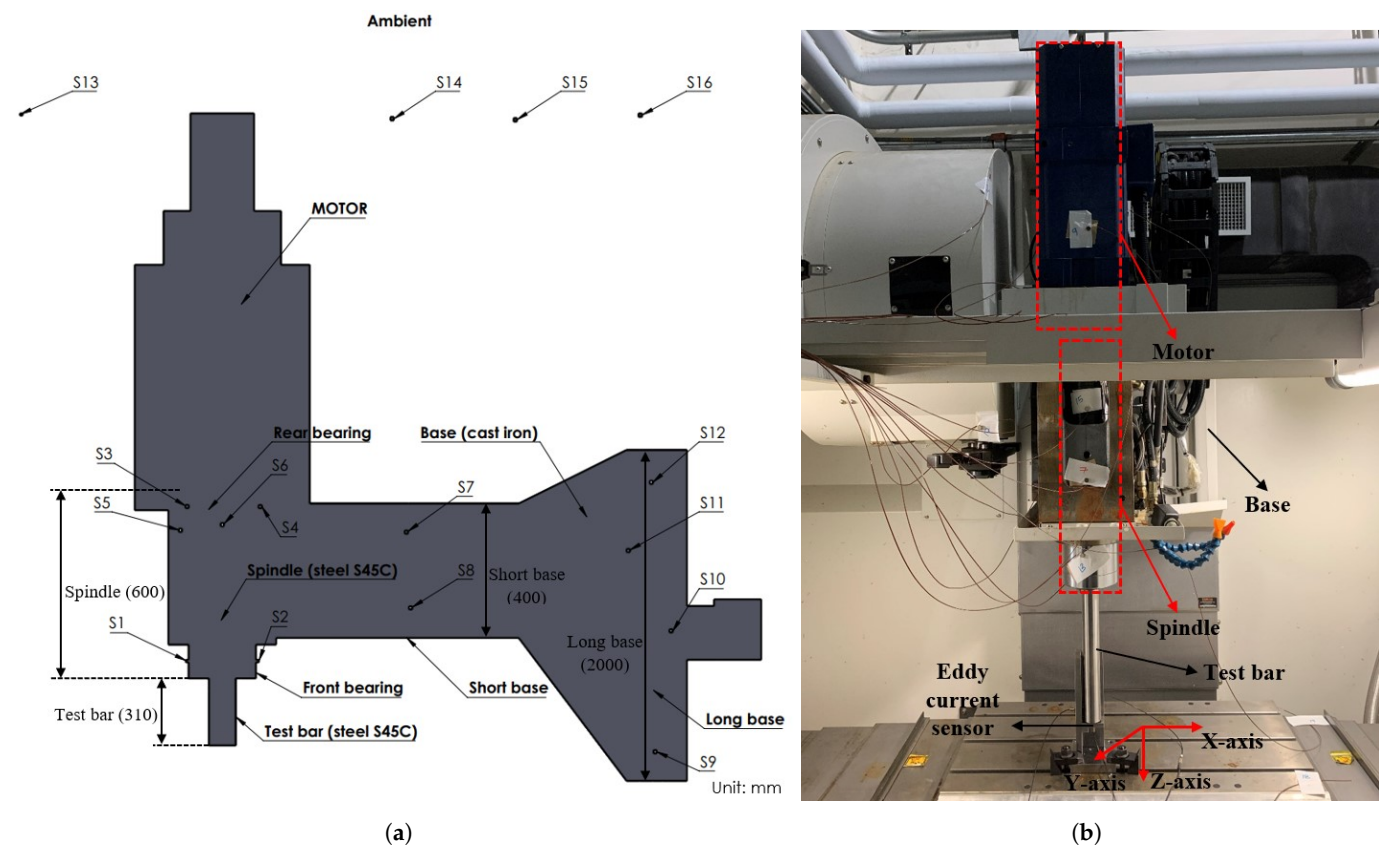 Ambient
S13
S14
S15
S16
MOTOR
Rear bearing
Base (cast iron)
S12
S3
S6
S7
S11
S5
S4
Spindle (steel S45C)
Short base
(400)
Spindle (600)
S8
S10
S1
S2
Long base
(2000)
Front bearing
Short base
Test bar (310)
Test bar (steel S45C)
Long base
S9
Unit: mm
(a)
Motor
Base
Spindle
Test bar
Eddy
current
sensor
X-axis
Y-axis
Z-axis
(b)